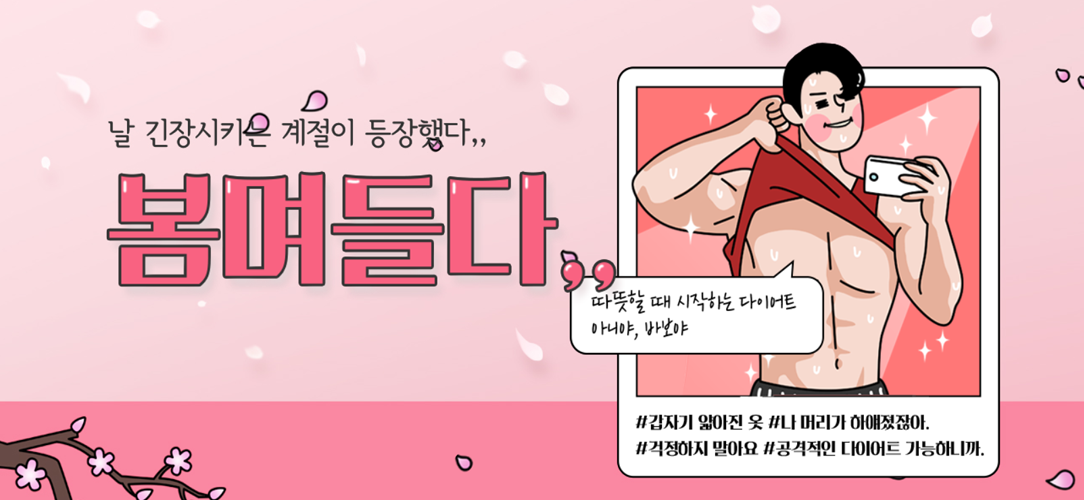 날 긴장시키는 계절이 등장했다,,
봄며들다,,
따뜻할 때 시작하는 다이어트
아니야, 바보야
#갑자기 얇아진 옷 #나 머리가 하애졌잖아.
#걱정하지 말아요 #공격적인 다이어트 가능하니까.